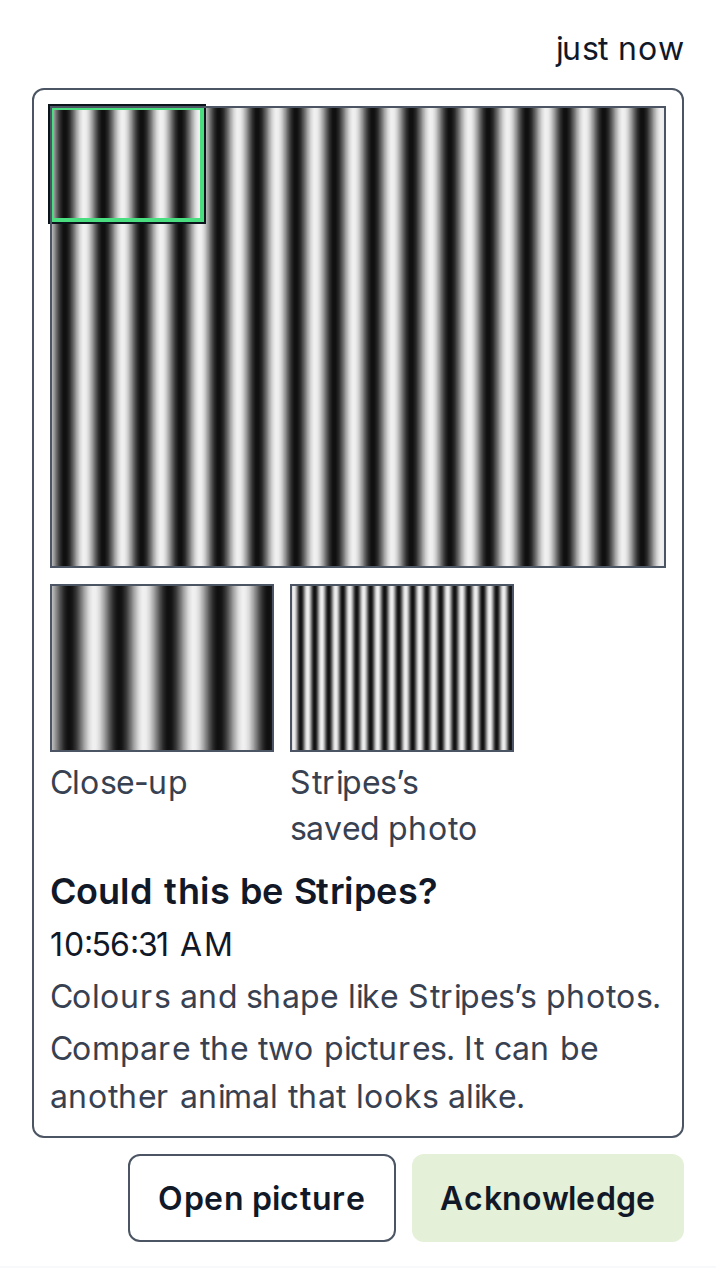 just now
Close-up
Stripes’s
saved photo
Could this be Stripes?
10:56:31 AM
Colours and shape like Stripes’s photos.
Compare the two pictures. It can be
another animal that looks alike.
Open picture
Acknowledge